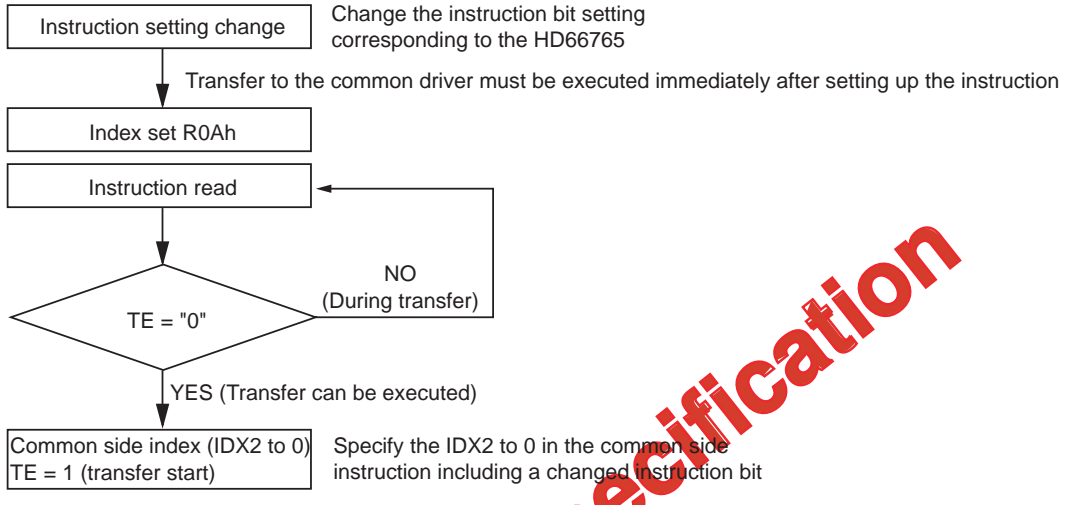 Instruction setting change
Change the instruction bit setting
corresponding to the HD66765
Transfer to the common driver must be executed immediately after setting up the instruction
Index set R0Ah
Instruction read
NO
(During transfer)
TE = "0"
YES (Transfer can be executed)
Common side index (IDX2 to 0)
TE = 1 (transfer start)
Specify the IDX2 to 0 in the common side
instruction including a changed instruction bit